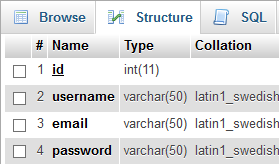 Browse Structure SQL
# Name Type Collation
1 id int(11)
2 username varchar(50) latin1_swedish
3 email varchar(50) latin1_swedish
4 password varchar(50) latin1_swedish